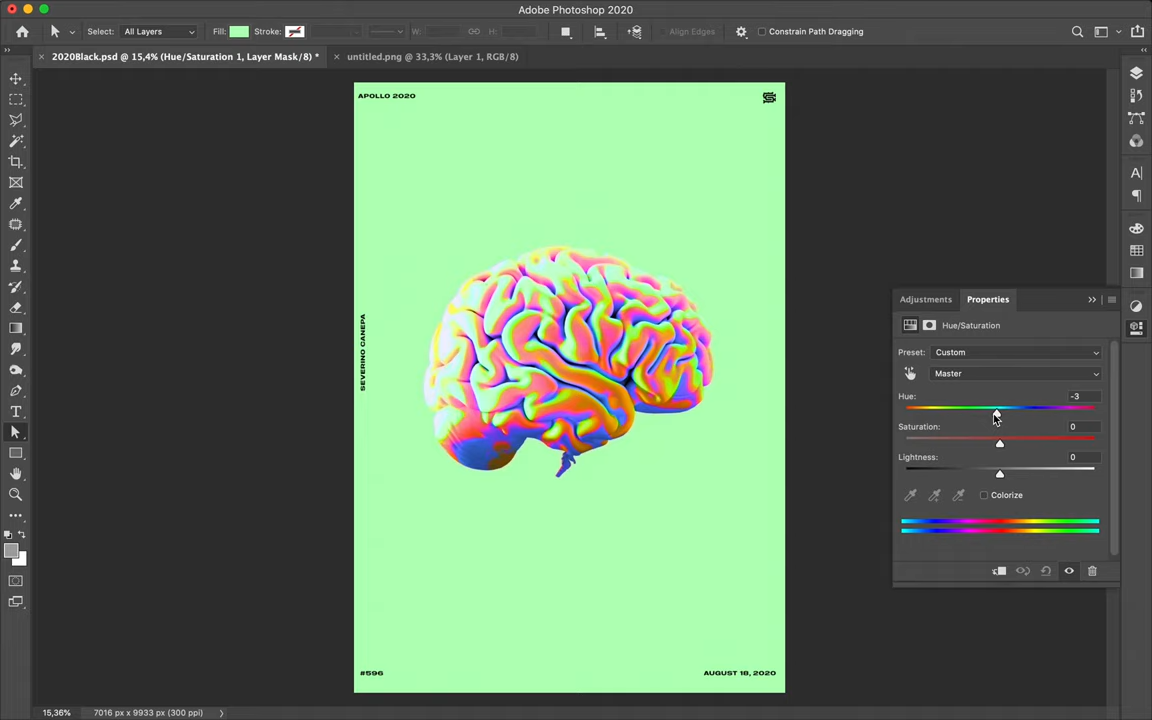 Adobe Photoshop 2020
Select: All Layers Fill: Stroke: W: H: Align Edges Constrain Path Dragging
2020Black.psd @ 15,4% (Hue/Saturation 1, Layer Mask/8) * untitled.png @ 33,3% (Layer 1, RGB/8)
APOLLO 2020
SEVERINO CANEPA
#596 AUGUST 18, 2020
Adjustments Properties
Hue/Saturation
Preset: Custom
Master
Hue: -3
Saturation: 0
Lightness: 0
Colorize
15,36% 7016 px x 9933 px (300 ppi)